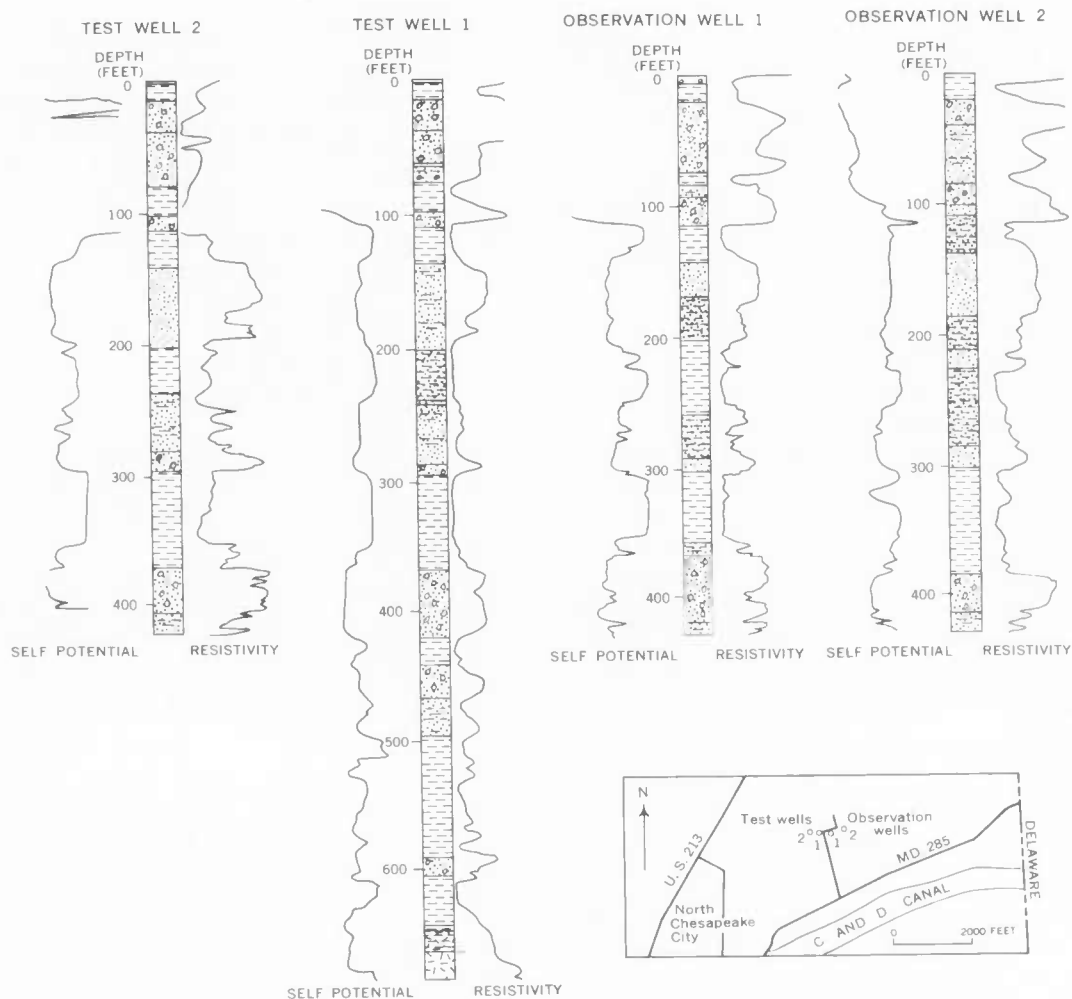 TEST WELL 2
DEPTH
(FEET)
0
100
200
300
400
SELF POTENTIAL
RESISTIVITY
TEST WELL 1
DEPTH
(FEET)
0
100
200
300
400
500
600
SELF POTENTIAL
RESISTIVITY
OBSERVATION WELL 1
DEPTH
(FEET)
0
100
200
300
400
SELF POTENTIAL
RESISTIVITY
OBSERVATION WELL 2
DEPTH
(FEET)
0
100
200
300
400
SELF POTENTIAL
RESISTIVITY
N
U.S. 213
Test wells
2
1
Observation
wells
1
2
MD 285
DELAWARE
North
Chesapeake
City
C AND D CANAL
0
2000 FEET